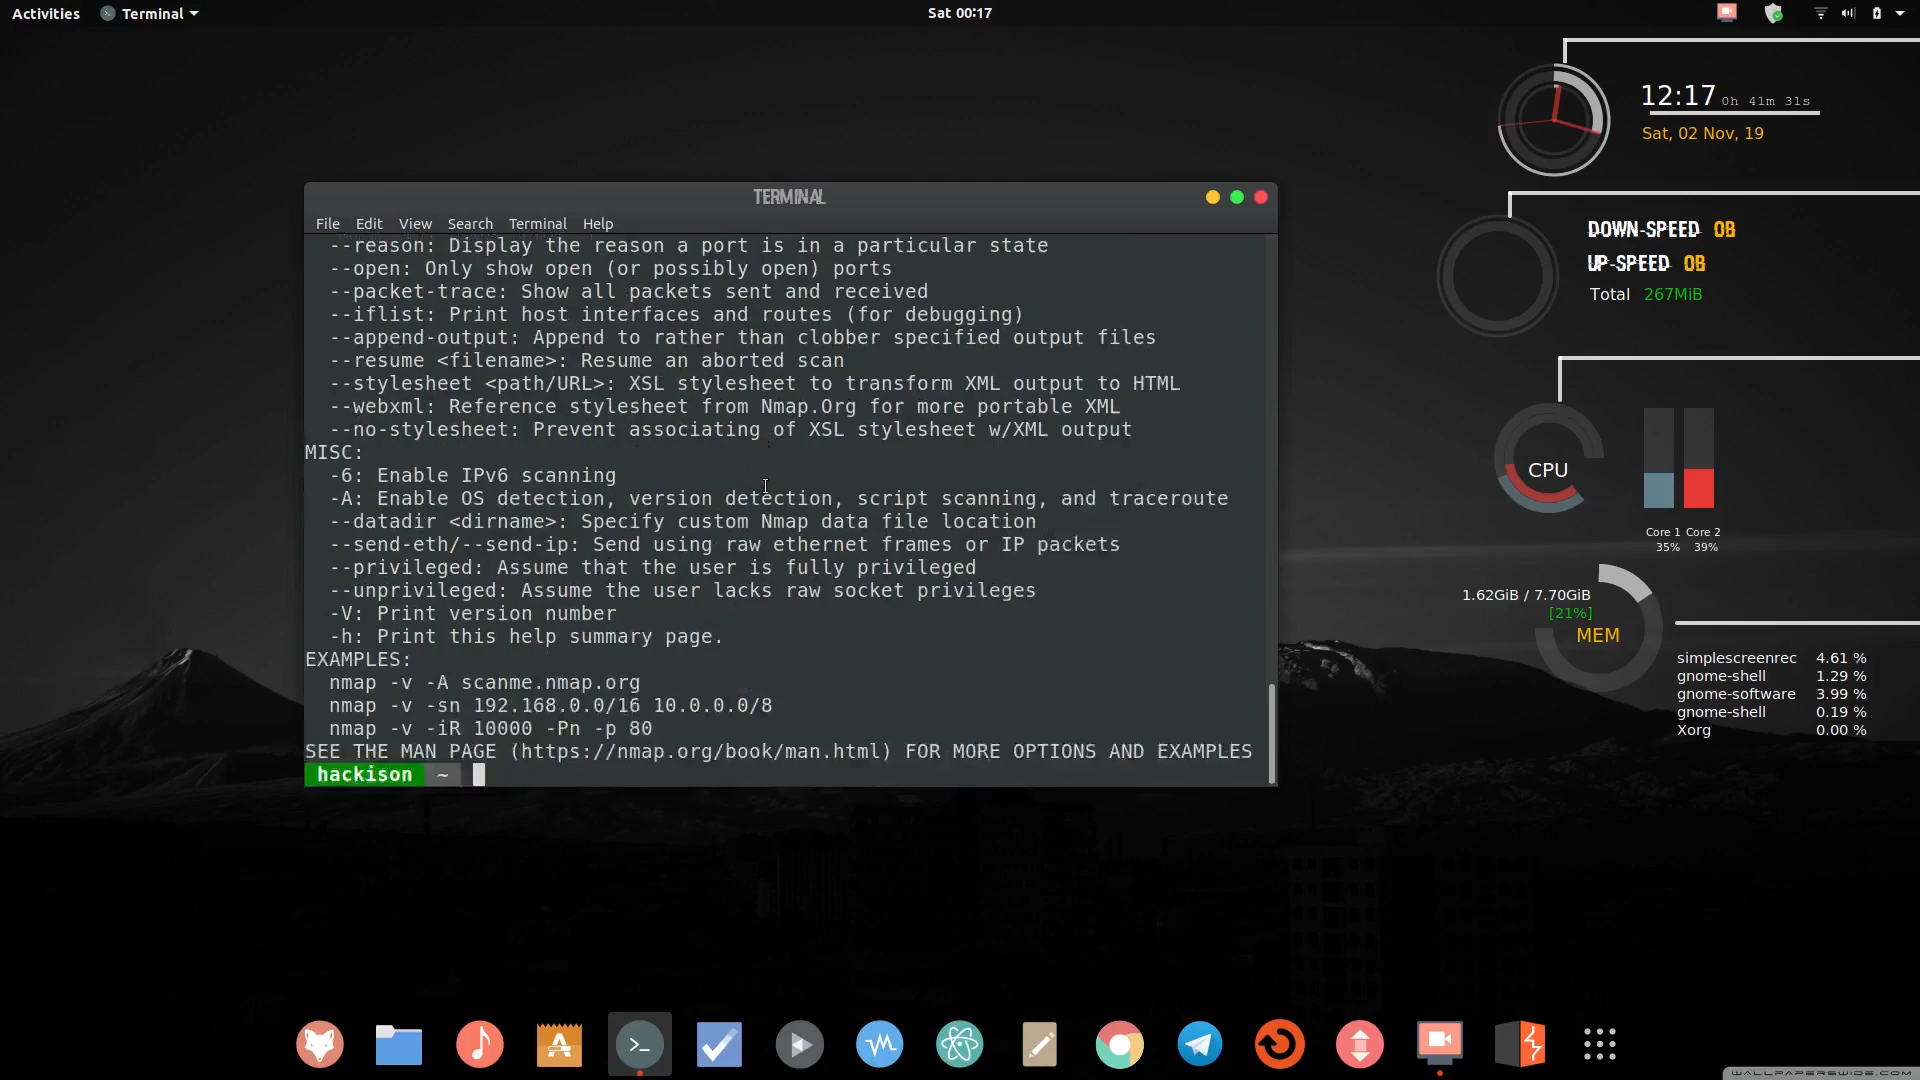 Activities
Terminal
Sat 00:17
12:17 0h 41m 31s
Sat, 02 Nov, 19
DOWN-SPEED 0B
UP-SPEED 0B
Total 267MiB
CPU
Core 1 Core 2
35% 39%
1.62GiB / 7.70GiB
[21%]
MEM
simplescreenrec 4.61 %
gnome-shell 1.29 %
gnome-software 3.99 %
gnome-shell 0.19 %
Xorg 0.00 %
TERMINAL
File Edit View Search Terminal Help
--reason: Display the reason a port is in a particular state
--open: Only show open (or possibly open) ports
--packet-trace: Show all packets sent and received
--iflist: Print host interfaces and routes (for debugging)
--append-output: Append to rather than clobber specified output files
--resume <filename>: Resume an aborted scan
--stylesheet <path/URL>: XSL stylesheet to transform XML output to HTML
--webxml: Reference stylesheet from Nmap.Org for more portable XML
--no-stylesheet: Prevent associating of XSL stylesheet w/XML output
MISC:
-6: Enable IPv6 scanning
-A: Enable OS detection, version detection, script scanning, and traceroute
--datadir <dirname>: Specify custom Nmap data file location
--send-eth/--send-ip: Send using raw ethernet frames or IP packets
--privileged: Assume that the user is fully privileged
--unprivileged: Assume the user lacks raw socket privileges
-V: Print version number
-h: Print this help summary page.
EXAMPLES:
nmap -v -A scanme.nmap.org
nmap -v -sn 192.168.0.0/16 10.0.0.0/8
nmap -v -iR 10000 -Pn -p 80
SEE THE MAN PAGE (https://nmap.org/book/man.html) FOR MORE OPTIONS AND EXAMPLES
hackison ~
WALLPAPERSWIDE.COM